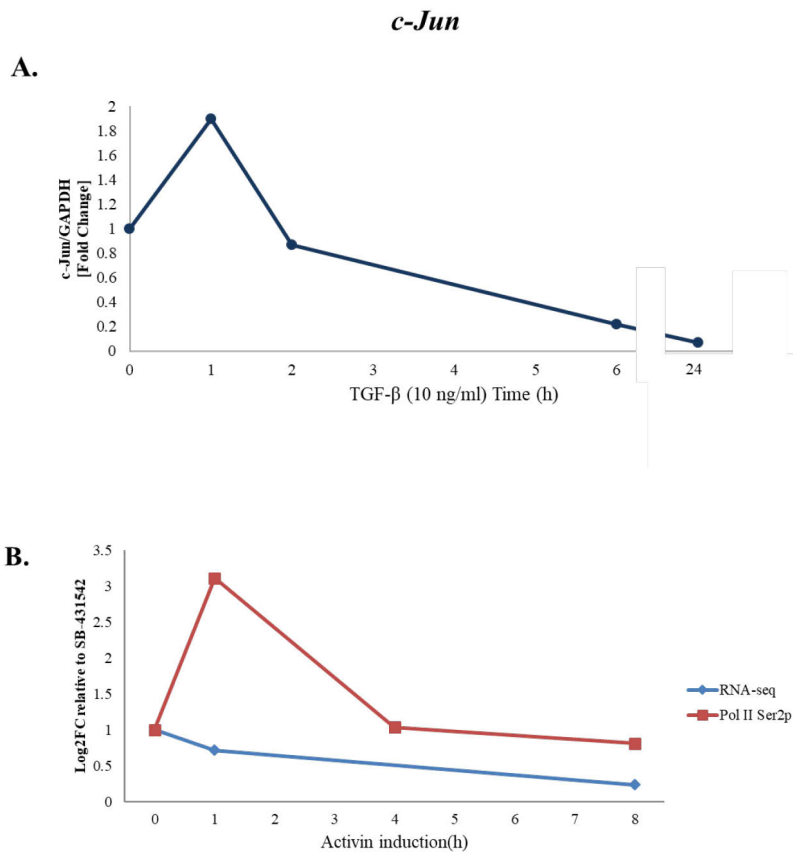 c-Jun
A.
2
1.8
1.6
1.4
1.2
1
0.8
0.6
0.4
0.2
0
c-Jun/GAPDH
[Fold Change]
0 1 2 3 4 5 6 24
TGF-β (10 ng/ml) Time (h)
B.
3.5
3
2.5
2
1.5
1
0.5
0
Log2FC relative to SB-431542
RNA-seq
Pol II Ser2p
0 1 2 3 4 5 6 7 8
Activin induction(h)